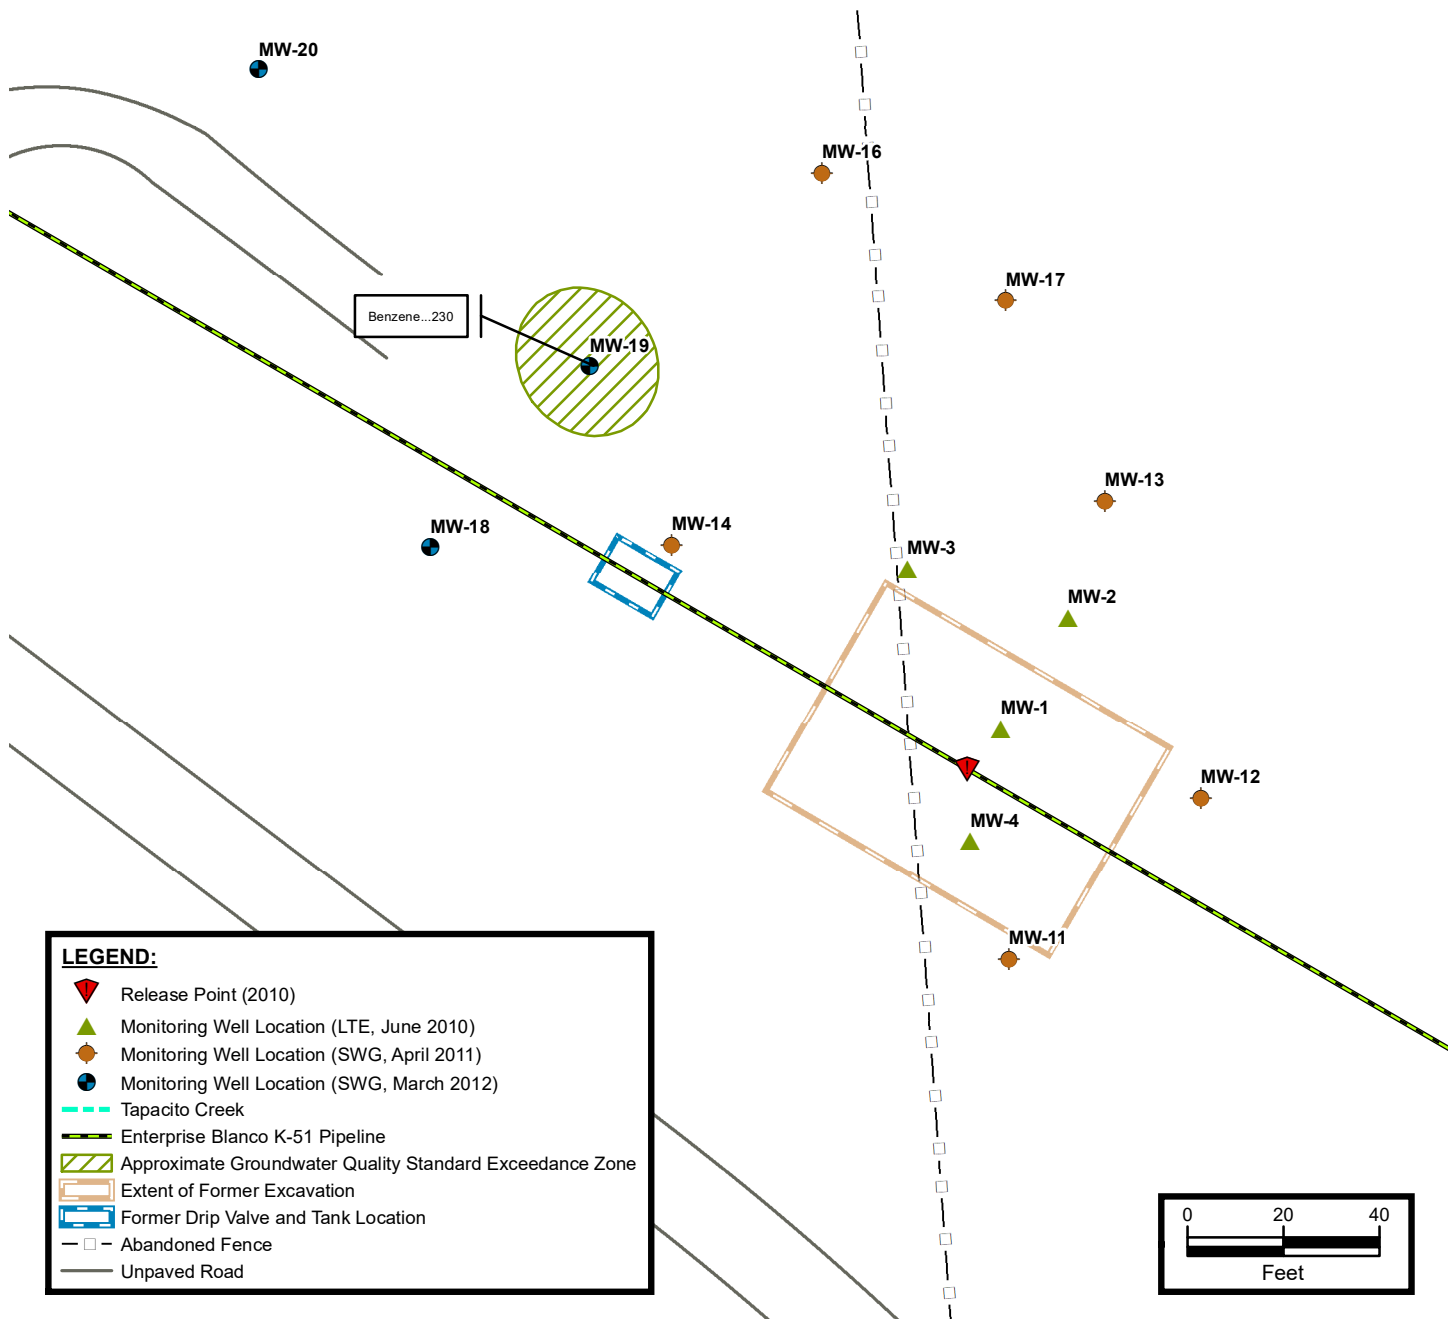 MW-20
MW-16
MW-17
Benzene...230
MW-19
MW-13
MW-14
MW-18
MW-3
MW-2
MW-1
MW-12
MW-4
MW-11
LEGEND:
Release Point (2010)
Monitoring Well Location (LTE, June 2010)
Monitoring Well Location (SWG, April 2011)
Monitoring Well Location (SWG, March 2012)
Tapacito Creek
Enterprise Blanco K-51 Pipeline
Approximate Groundwater Quality Standard Exceedance Zone
Extent of Former Excavation
Former Drip Valve and Tank Location
Abandoned Fence
Unpaved Road
0 20 40
Feet